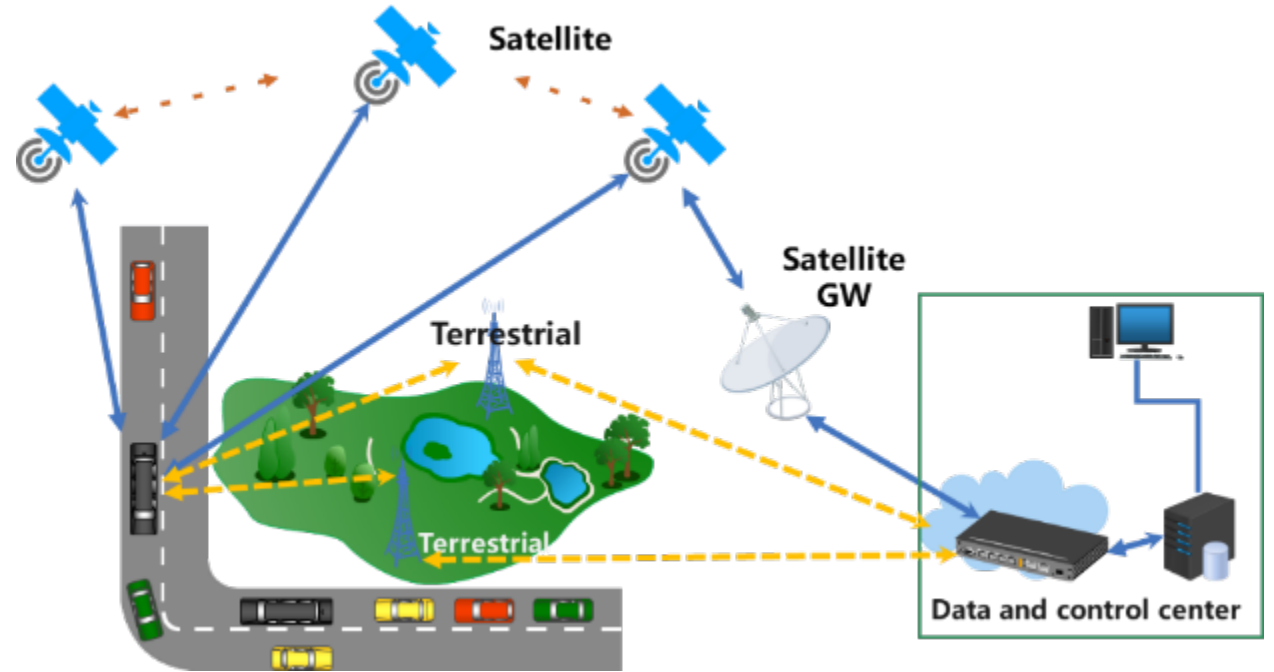 Satellite
Satellite
GW
Terrestrial
Terrestrial
Data and control center